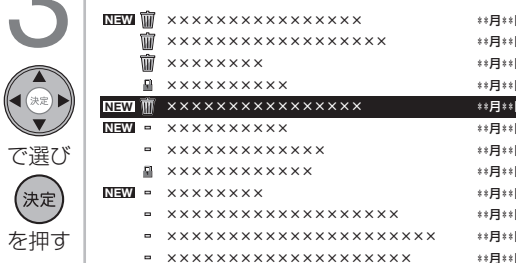 3
決定
で選び
決定
を押す
NEW ×××××××××××××××× **月**
×××××××××××××××××× **月**
×××××××× **月**
×××××××××× **月**
NEW ×××××××××××××××× **月**
NEW - ×××××××××× **月**
- ××××××××××××× **月**
×××××××××××× **月**
NEW - ×××××××× **月**
- ××××××××××××××××××× **月**
- ×××××××××××××××××××××× **月**
- ×××××××××××××××××××× **月**